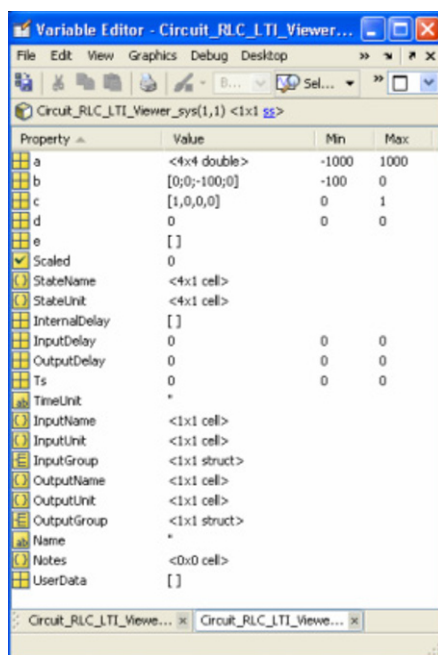 Variable Editor - Circuit_RLC_LTI_Viewer...
File Edit View Graphics Debug Desktop
B... Sel...
Circuit_RLC_LTI_Viewer_sys(1,1) <1x1 ss>
Property Value Min Max
a <4x4 double> -1000 1000
b [0;0;-100;0] -100 0
c [1,0,0,0] 0 1
d 0 0 0
e [ ]
Scaled 0
StateName <4x1 cell>
StateUnit <4x1 cell>
InternalDelay [ ]
InputDelay 0 0 0
OutputDelay 0 0 0
Ts 0 0 0
TimeUnit ''
InputName <1x1 cell>
InputUnit <1x1 cell>
InputGroup <1x1 struct>
OutputName <1x1 cell>
OutputUnit <1x1 cell>
OutputGroup <1x1 struct>
Name ''
Notes <0x0 cell>
UserData [ ]
Circuit_RLC_LTI_Viewe... Circuit_RLC_LTI_Viewe...